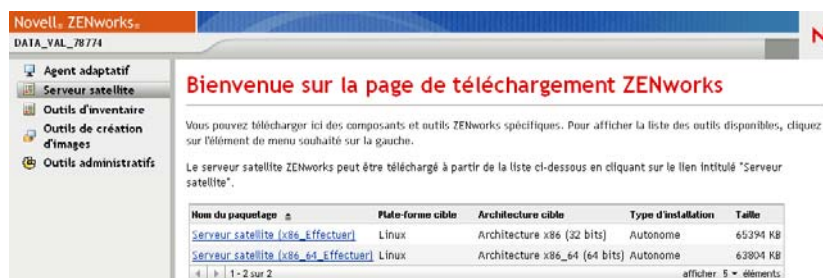 Novell® ZENworks®
DATA_VAL_78774
N
Agent adaptatif
Serveur satellite
Outils d'inventaire
Outils de création
d'images
Outils administratifs
Bienvenue sur la page de téléchargement ZENworks
Vous pouvez télécharger ici des composants et outils ZENworks spécifiques. Pour afficher la liste des outils disponibles, cliquez
sur l'élément de menu souhaité sur la gauche.
Le serveur satellite ZENworks peut être téléchargé à partir de la liste ci-dessous en cliquant sur le lien intitulé "Serveur
satellite".
Nom du paquetage Plate-forme cible Architecture cible Type d'installation Taille
Serveur satellite (x86_Effectuer) Linux Architecture x86 (32 bits) Autonome 65394 KB
Serveur satellite (x86_64_Effectuer) Linux Architecture x86_64 (64 bits) Autonome 63804 KB
1 - 2 sur 2 afficher 5 éléments